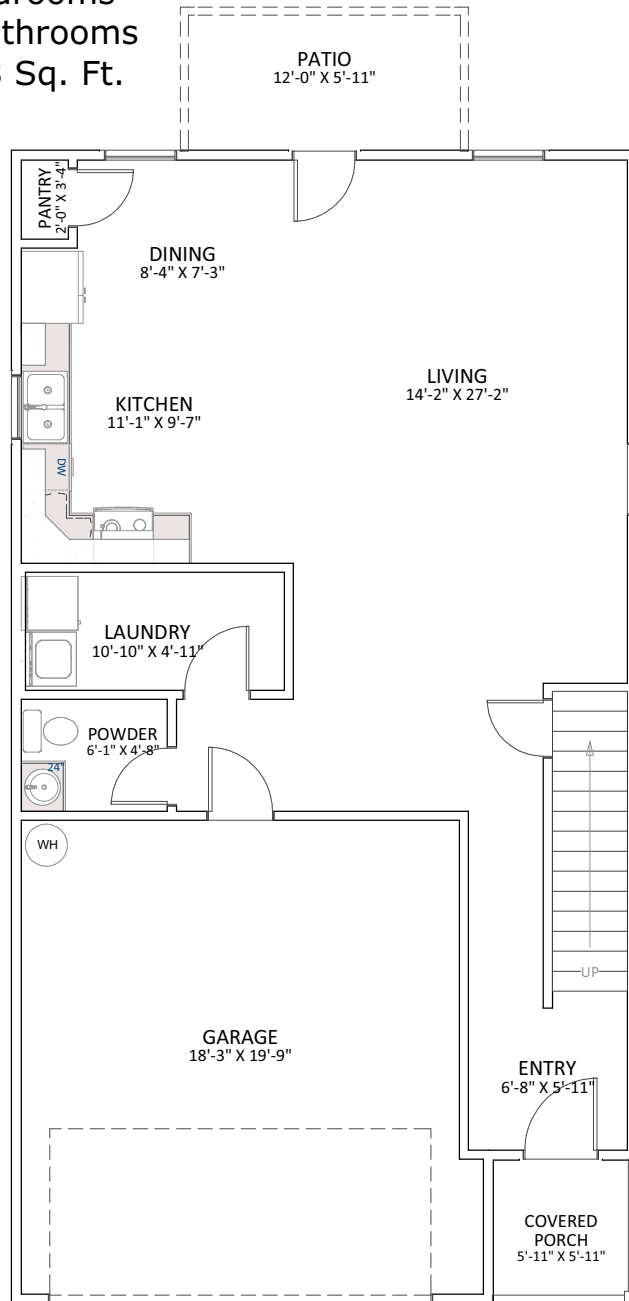 Sq. Ft.
PATIO
12'-0" X 5'-11"
PANTRY
2'-0" X 3'-4"
DINING
8'-4" X 7'-3"
LIVING
14'-2" X 27'-2"
KITCHEN
11'-1" X 9'-7"
DW
LAUNDRY
10'-10" X 4'-11"
POWDER
6'-1" X 4'-8"
24"
WH
UP
GARAGE
18'-3" X 19'-9"
ENTRY
6'-8" X 5'-11"
COVERED
PORCH
5'-11" X 5'-11"